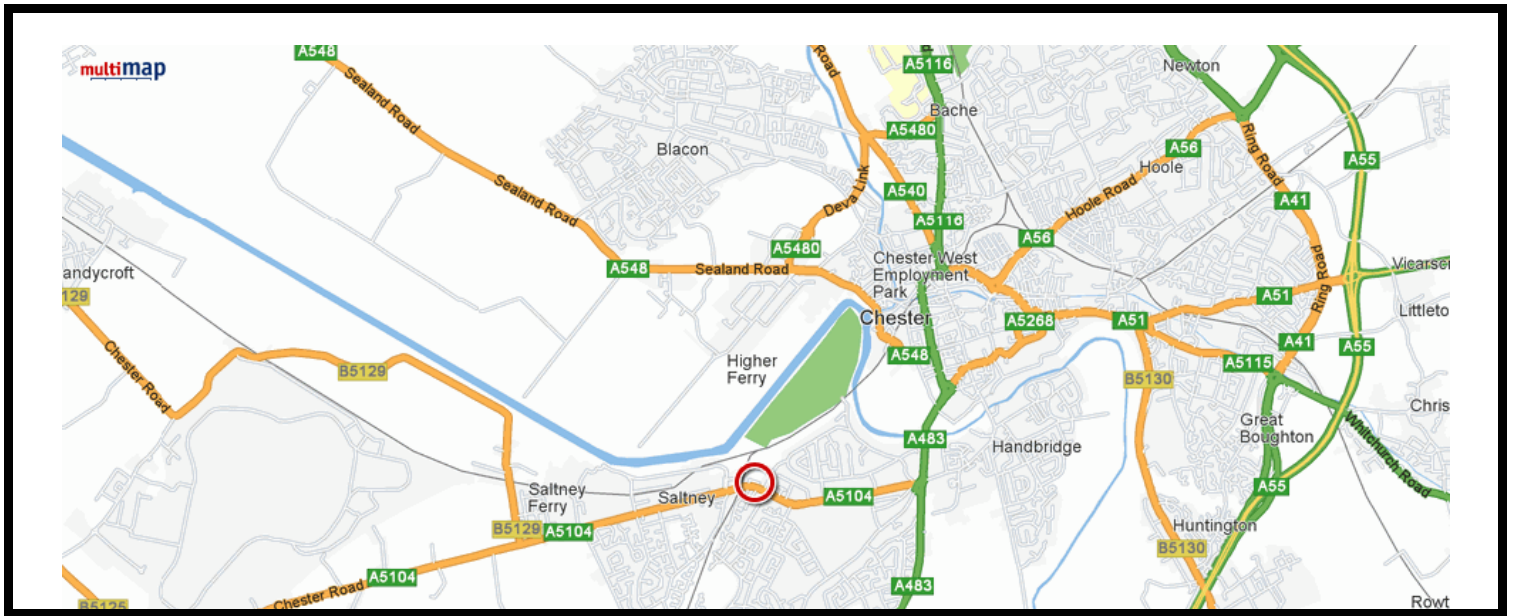 A548
multimap
Sealand Road
Road
A5116
Newton
Bache
A5480
Blacon
A56
Hoole
Ring Road
A55
Sealand Road
Deva Link
A540
Hoole Road
A41
A5116
A5480
A56
andycroft
A548
Sealand Road
Chester West
Employment
Park
Ring Road
Vicarsc
129
A51
Chester
A5268
A51
Littleto
Chester Road
B5129
Higher
Ferry
A548
A41
A55
A5115
B5130
Chris
Great
Boughton
Whitchurch Road
A483
Handbridge
Saltney
Ferry
Saltney
A5104
A55
B5129
A5104
Huntington
B5130
A5104
Chester Road
A483
B5125
Rowt